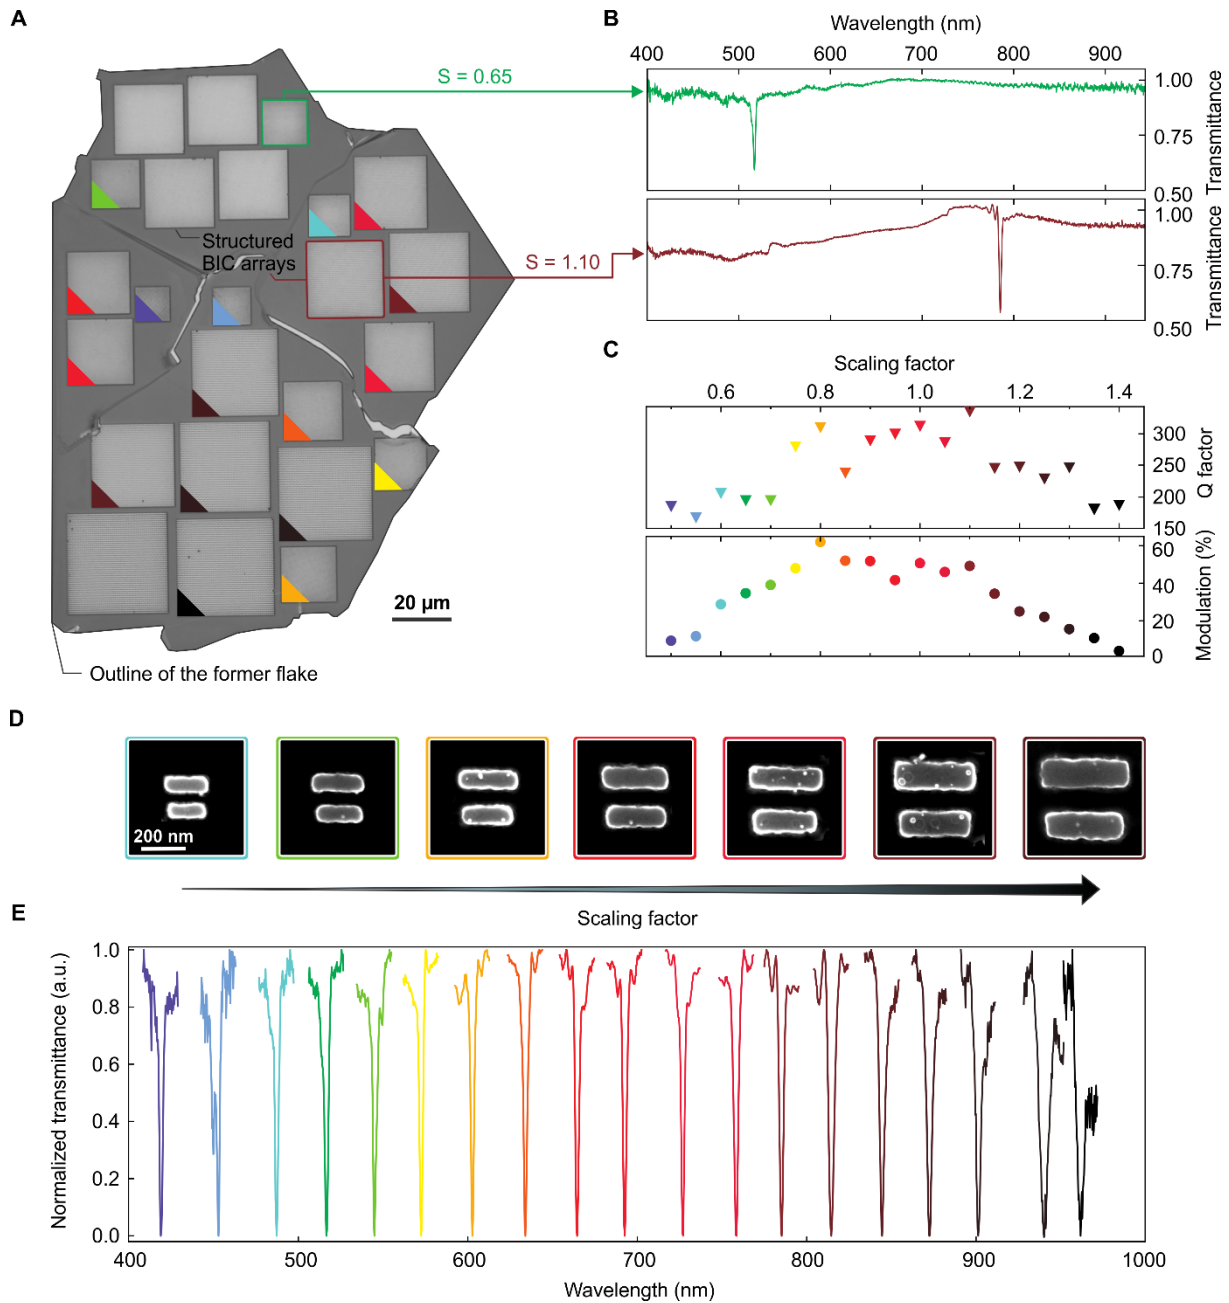 A
S = 0.65
Structured
BIC arrays
S = 1.10
20 µm
Outline of the former flake
B
Wavelength (nm)
400 500 600 700 800 900
1.00
0.75
0.50
Transmittance
1.00
0.75
0.50
Transmittance
C
Scaling factor
0.6 0.8 1.0 1.2 1.4
300
250
200
150
Q factor
60
40
20
0
Modulation (%)
D
200 nm
Scaling factor
E
Normalized transmittance (a.u.)
1.0
0.8
0.6
0.4
0.2
0.0
400 500 600 700 800 900 1000
Wavelength (nm)